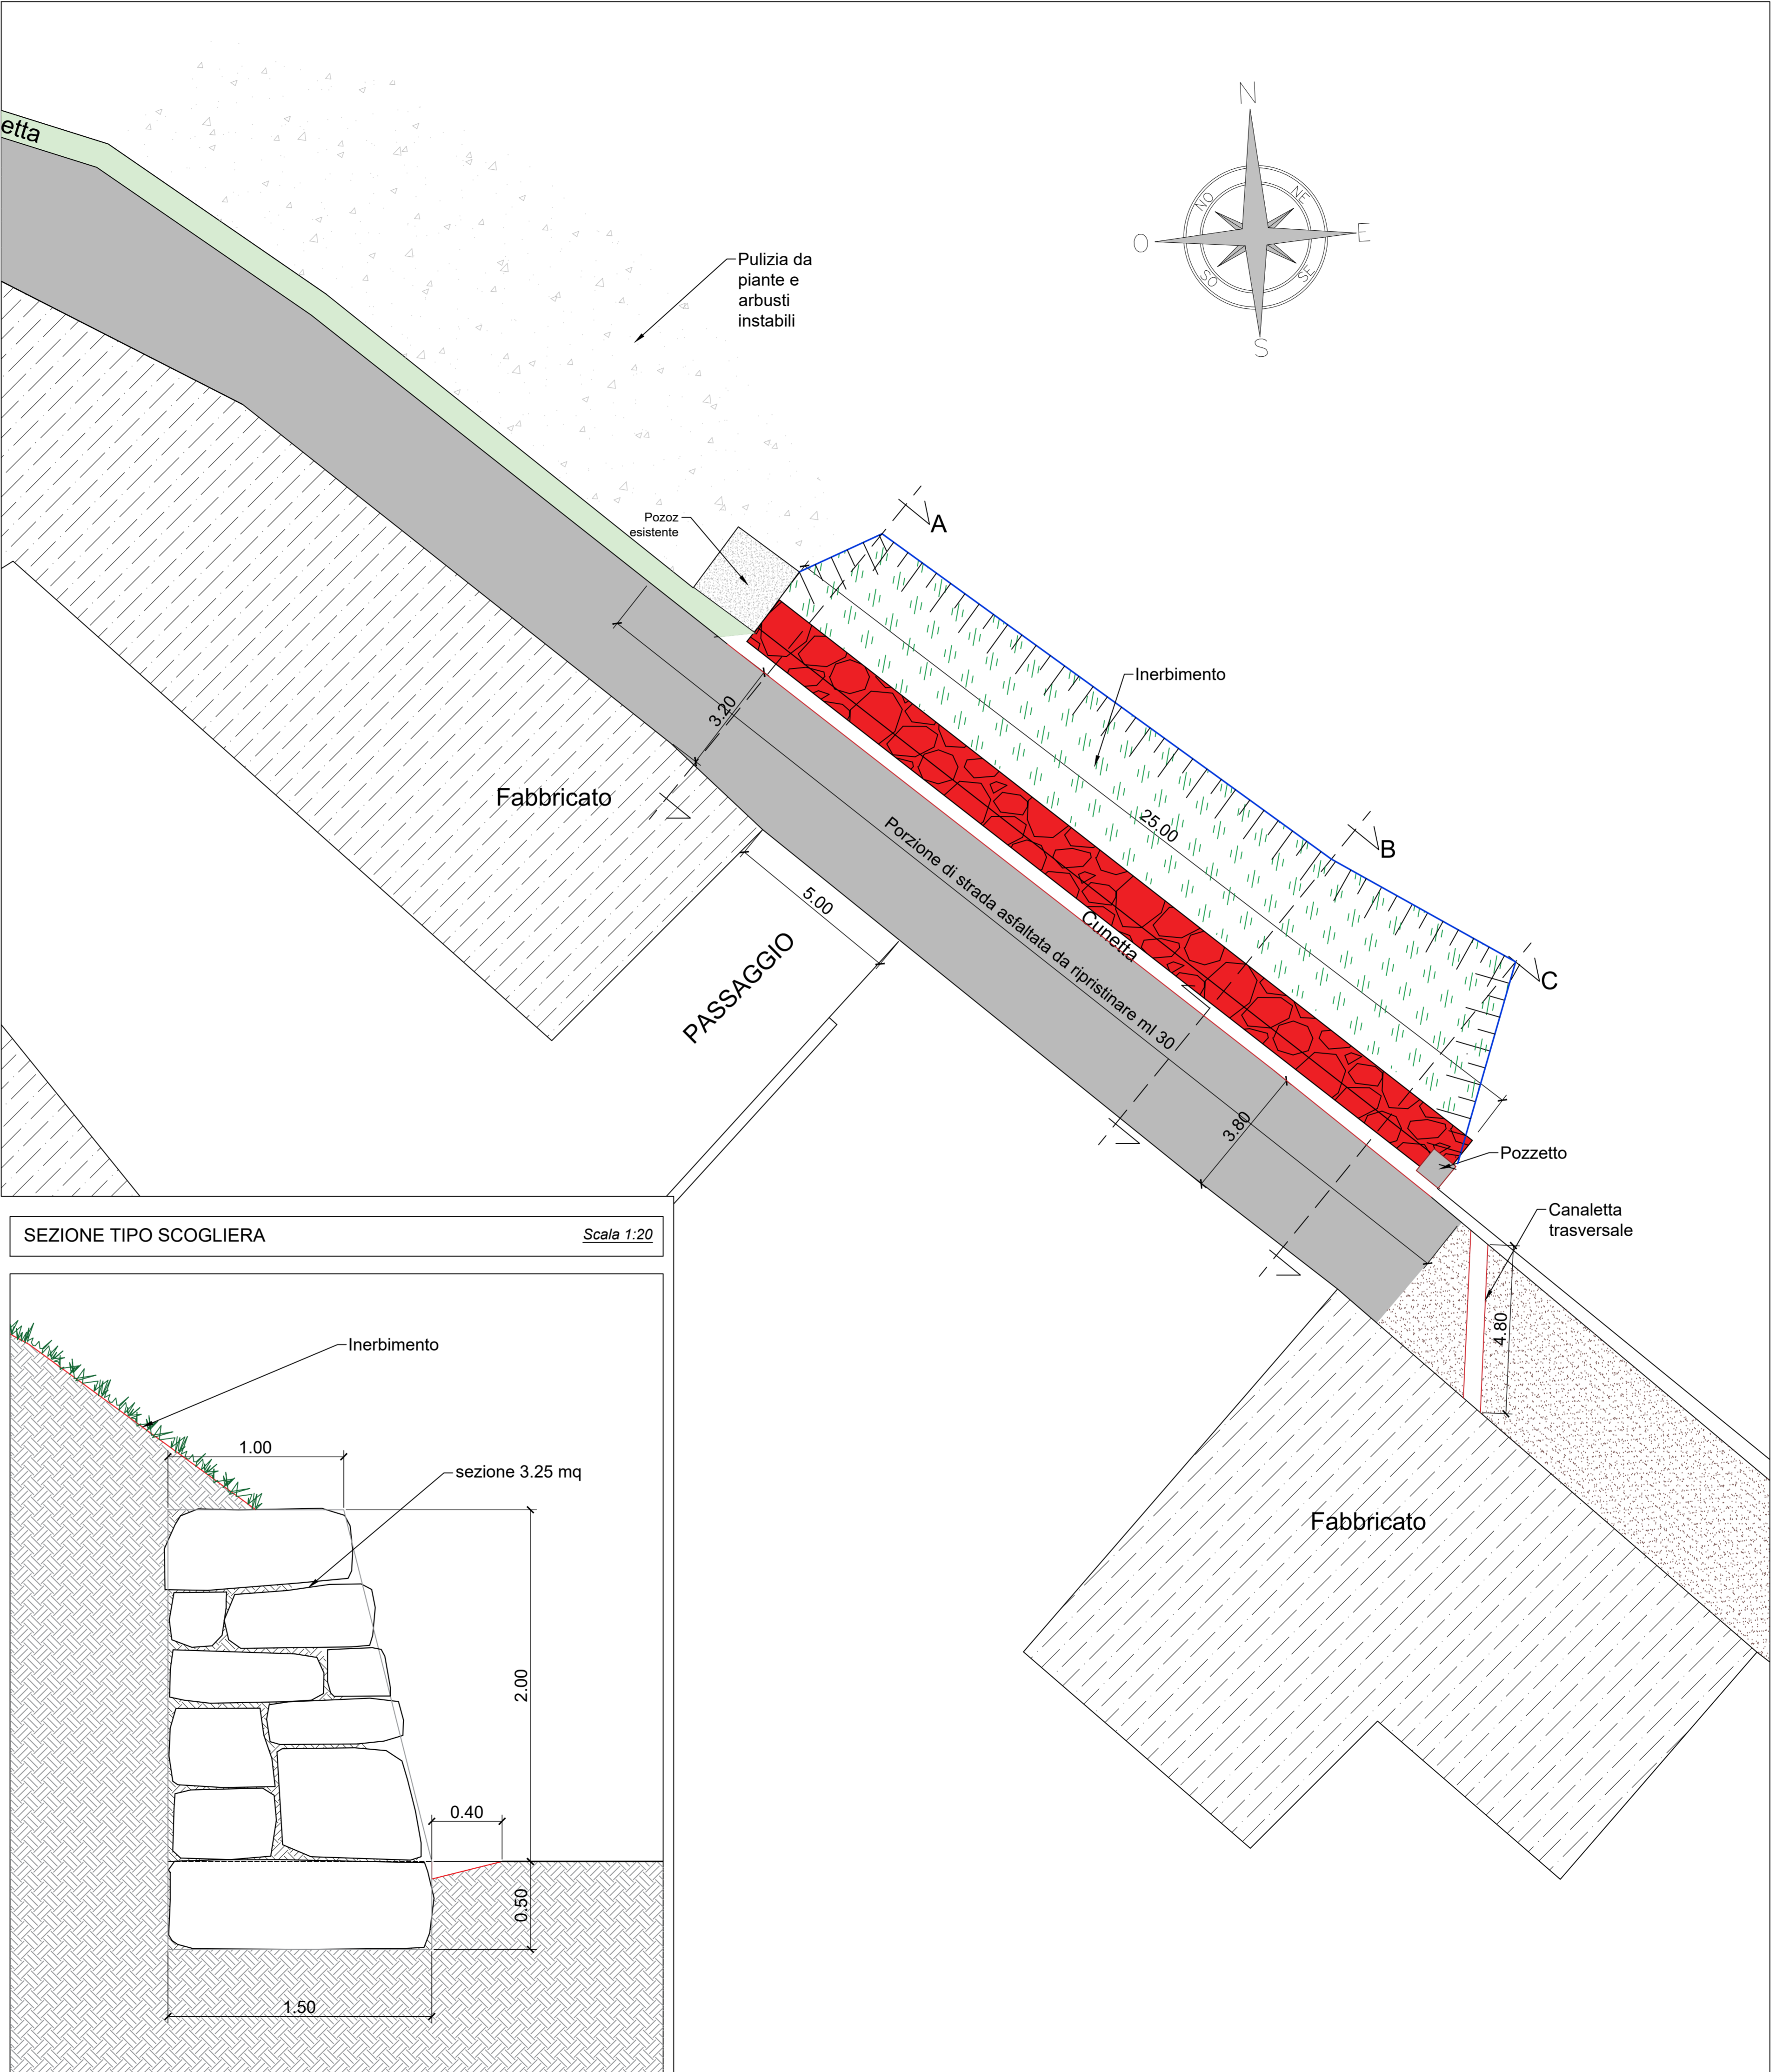 etta
N
NO
NE
O
E
SO
SE
S
Pulizia da
piante e
arbusti
instabili
Pozoz
esistente
A
Inerbimento
3.20
Fabbricato
25.00
B
Porzione di strada asfaltata da ripristinare ml 30
Cunetta
5.00
PASSAGGIO
C
3.80
Pozzetto
Canaletta
trasversale
4.80
Fabbricato
SEZIONE TIPO SCOGLIERA
Scala 1:20
Inerbimento
1.00
sezione 3.25 mq
2.00
0.40
0.50
1.50